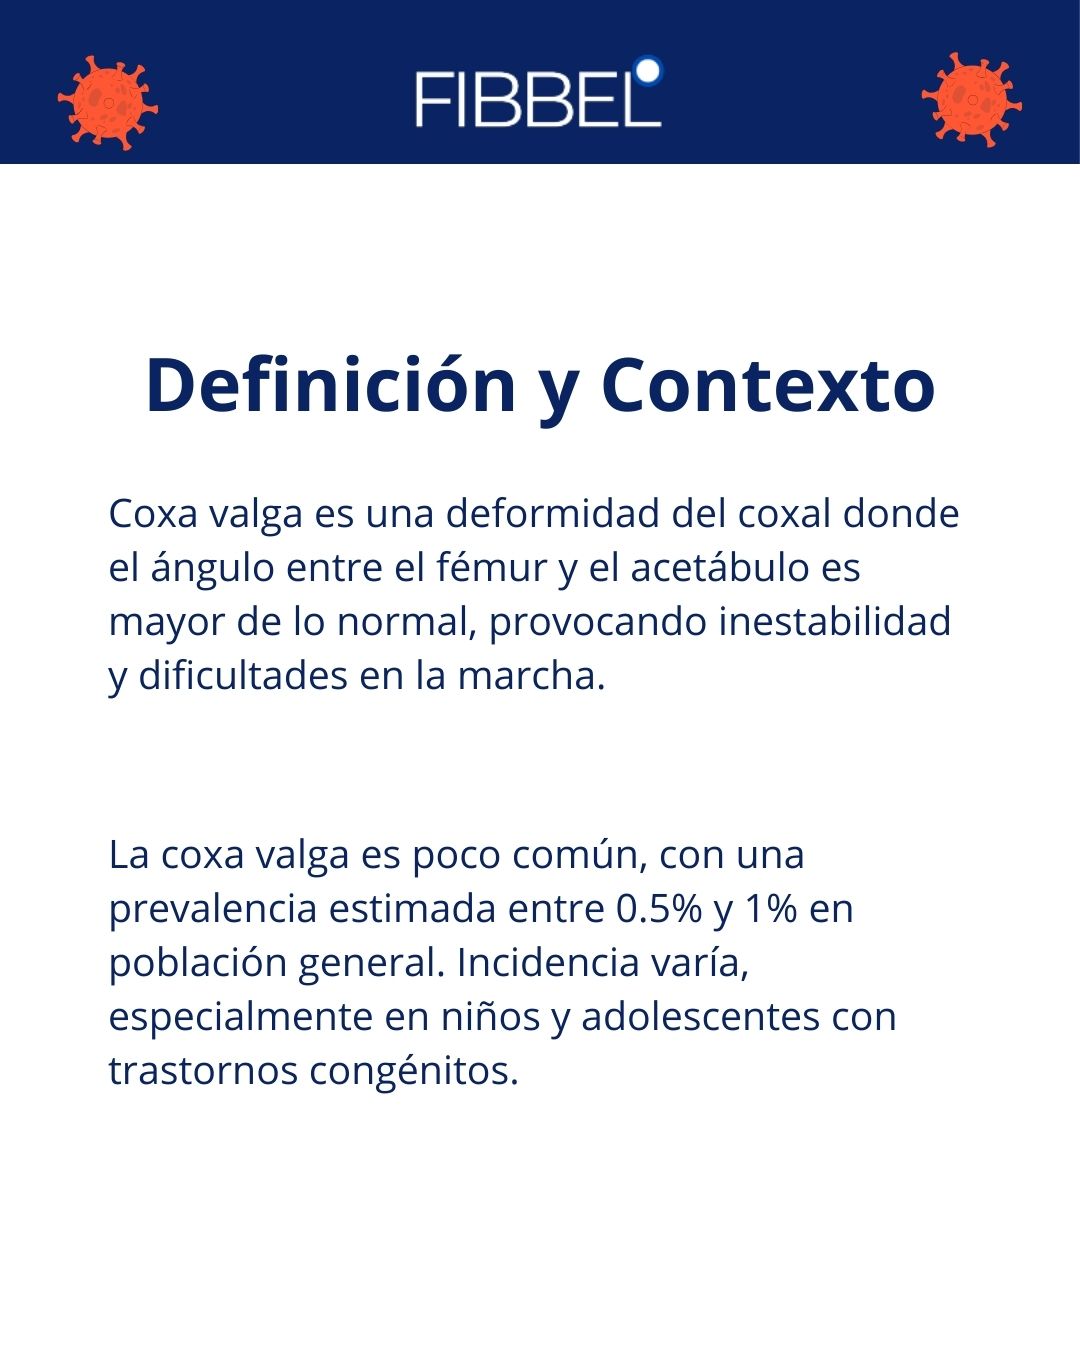 FIBBEL
Definición y Contexto
Coxa valga es una deformidad del coxal donde
el ángulo entre el fémur y el acetábulo es
mayor de lo normal, provocando inestabilidad
y dificultades en la marcha.
La coxa valga es poco común, con una
prevalencia estimada entre 0.5% y 1% en
población general. Incidencia varía,
especialmente en niños y adolescentes con
trastornos congénitos.